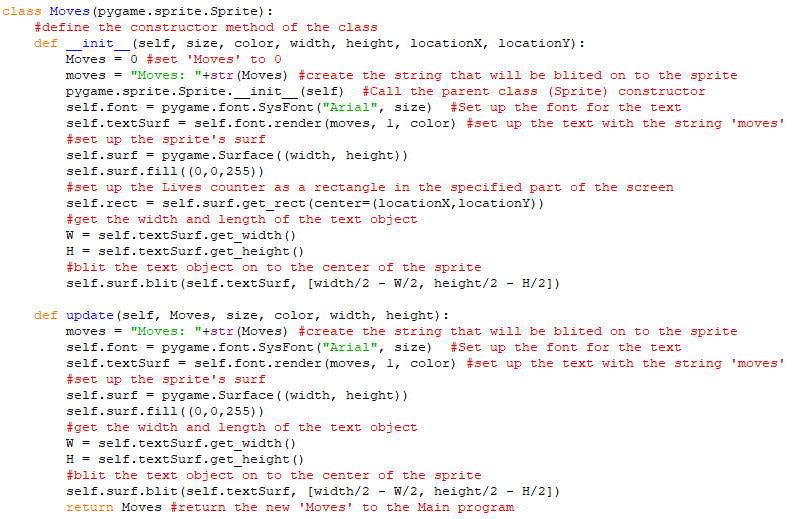 class Moves(pygame.sprite.Sprite):
    #define the constructor method of the class
    def __init__(self, size, color, width, height, locationX, locationY):
        Moves = 0 #set 'Moves' to 0
        moves = "Moves: "+str(Moves) #create the string that will be blited on to the sprite
        pygame.sprite.Sprite.__init__(self)  #Call the parent class (Sprite) constructor
        self.font = pygame.font.SysFont("Arial", size)  #Set up the font for the text
        self.textSurf = self.font.render(moves, 1, color) #set up the text with the string 'moves'
        #set up the sprite's surf
        self.surf = pygame.Surface((width, height))
        self.surf.fill((0,0,255))
        #set up the Lives counter as a rectangle in the specified part of the screen
        self.rect = self.surf.get_rect(center=(locationX,locationY))
        #get the width and length of the text object
        W = self.textSurf.get_width()
        H = self.textSurf.get_height()
        #blit the text object on to the center of the sprite
        self.surf.blit(self.textSurf, [width/2 - W/2, height/2 - H/2])

    def update(self, Moves, size, color, width, height):
        moves = "Moves: "+str(Moves) #create the string that will be blited on to the sprite
        self.font = pygame.font.SysFont("Arial", size)  #Set up the font for the text
        self.textSurf = self.font.render(moves, 1, color) #set up the text with the string 'moves'
        #set up the sprite's surf
        self.surf = pygame.Surface((width, height))
        self.surf.fill((0,0,255))
        #get the width and length of the text object
        W = self.textSurf.get_width()
        H = self.textSurf.get_height()
        #blit the text object on to the center of the sprite
        self.surf.blit(self.textSurf, [width/2 - W/2, height/2 - H/2])
        return Moves #return the new 'Moves' to the Main program